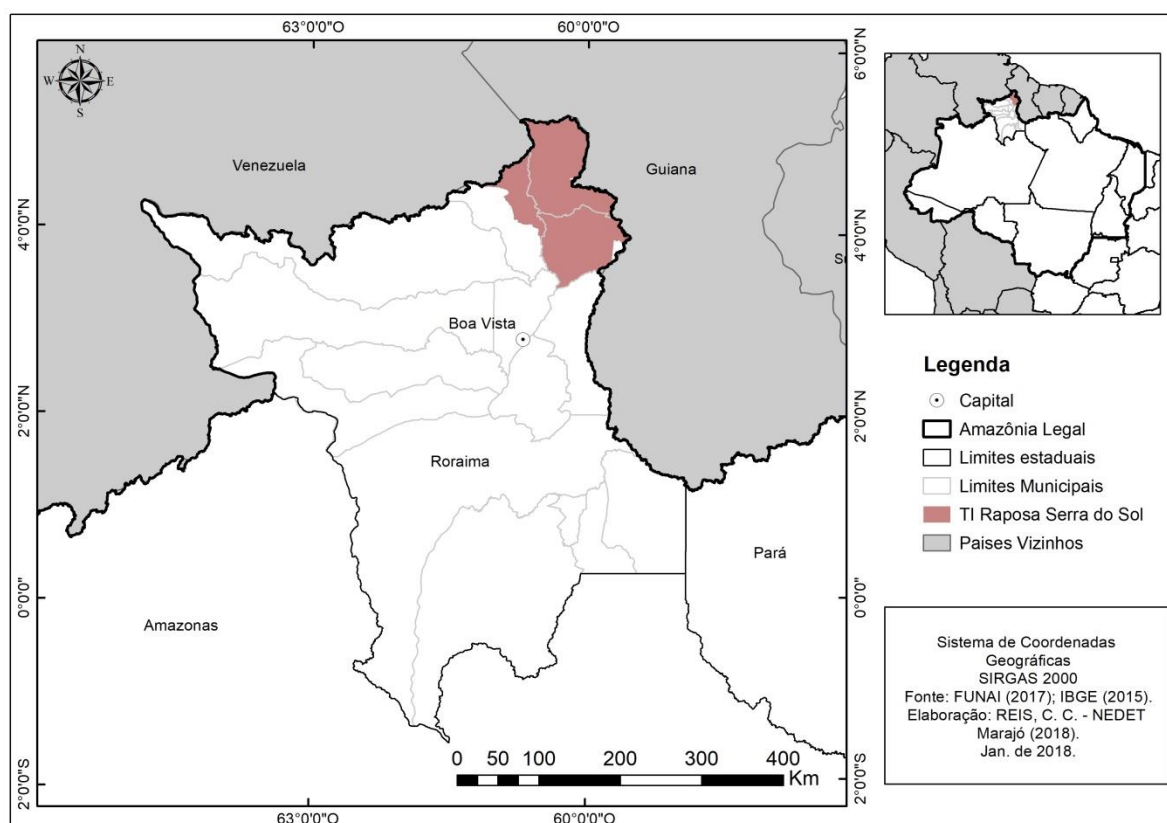 63°0'0"O
60°0'0"O
6°0'0"N
4°0'0"N
2°0'0"N
0°0'0"
2°0'0"S
6°0'0"N
4°0'0"N
2°0'0"N
0°0'0"
2°0'0"S
63°0'0"O
60°0'0"O
N
W E
S
Venezuela
Guiana
Boa Vista
Roraima
Amazonas
Pará
0 50 100 200 300 400
Km
Legenda
Capital
Amazônia Legal
Limites estaduais
Limites Municipais
TI Raposa Serra do Sol
Paises Vizinhos
Sistema de Coordenadas
Geográficas
SIRGAS 2000
Fonte: FUNAI (2017); IBGE (2015).
Elaboração: REIS, C. C. - NEDET
Marajó (2018).
Jan. de 2018.